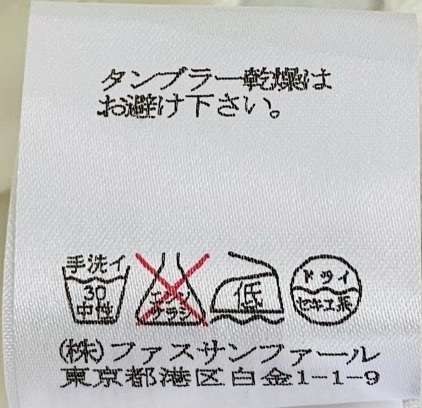 タンブラー乾燥は
お避け下さい。
手洗イ
30
中性
エンソ
サラシ
低
ドライ
セキユ系
(株)ファスサンファール
東京都港区白金1-1-9